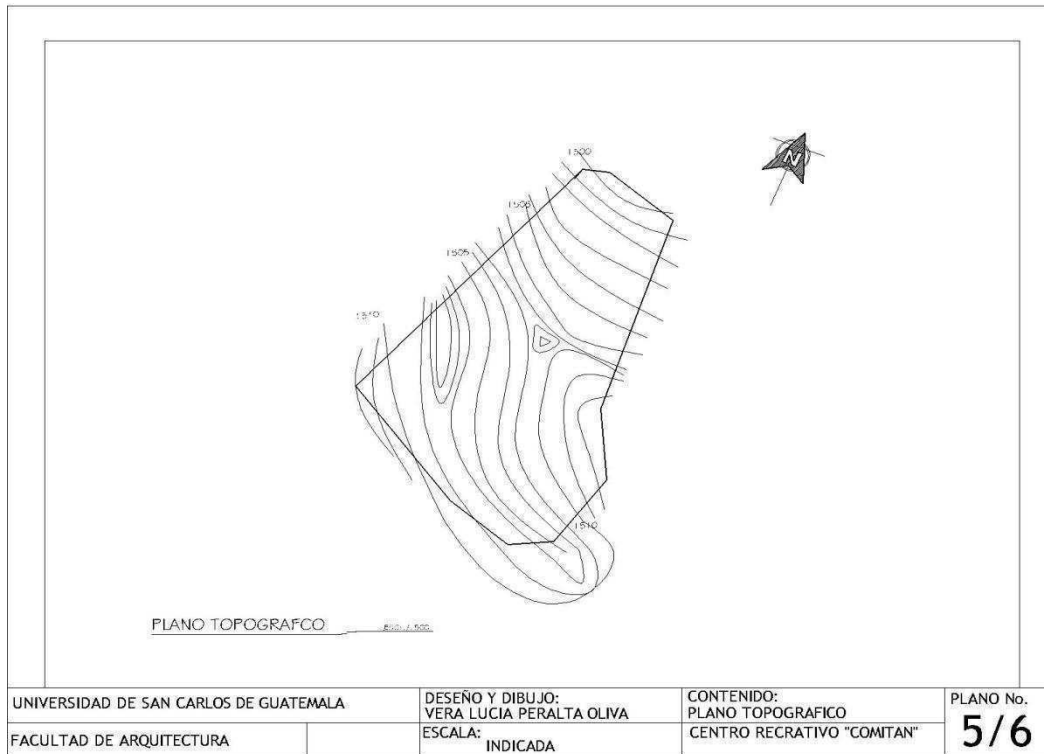 1500
1505
1505
1510
N
1510
PLANO TOPOGRAFCO
UNIVERSIDAD DE SAN CARLOS DE GUATEMALA
DESEÑO Y DIBUJO:
VERA LUCIA PERALTA OLIVA
CONTENIDO:
PLANO TOPOGRAFICO
PLANO No.
5/6
FACULTAD DE ARQUITECTURA
ESCALA:
INDICADA
CENTRO RECRATIVO "COMITAN"